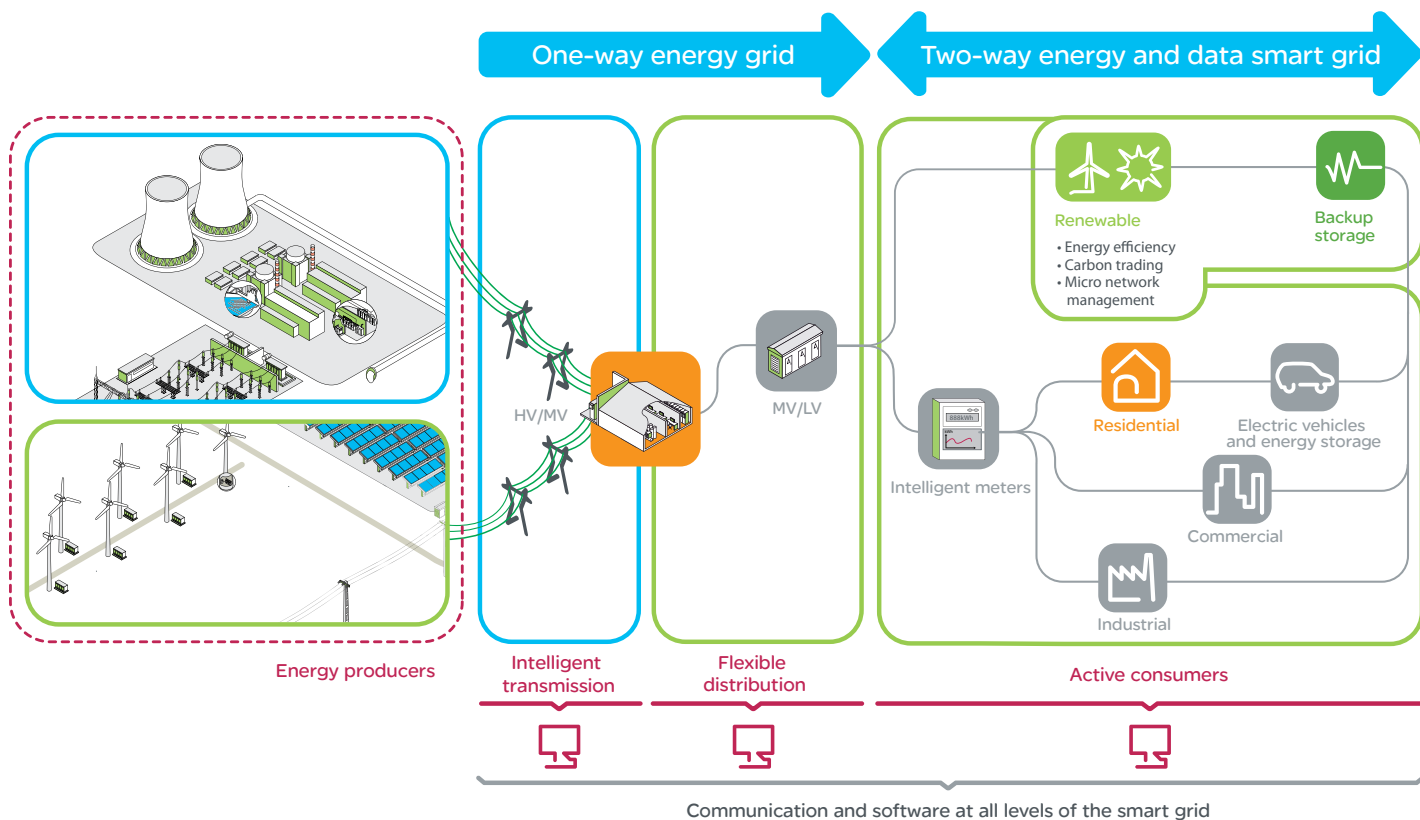 One-way energy grid
Two-way energy and data smart grid
Renewable
• Energy efficiency
• Carbon trading
• Micro network
management
Backup
storage
HV/MV
MV/LV
888kWh
kWh
Intelligent meters
Residential
Electric vehicles
and energy storage
Commercial
Industrial
Energy producers
Intelligent
transmission
Flexible
distribution
Active consumers
Communication and software at all levels of the smart grid